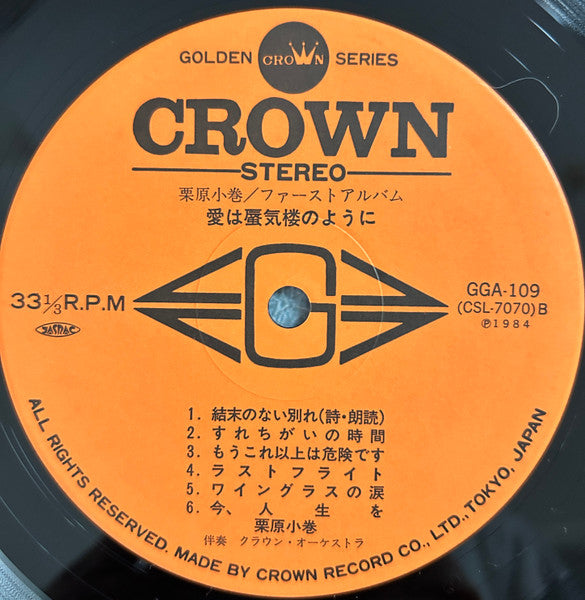 GOLDEN CROWN SERIES
CROWN
STEREO
栗原小巻/ファーストアルバム
愛は蜃気楼のように
G
33 1/3 R.P.M
JASRAC
GGA-109
(CSL-7070) B
Ⓟ1984
1. 結末のない別れ(詩・朗読)
2. すれちがいの時間
3. もうこれ以上は危険です
4. ラストフライト
5. ワイングラスの涙
6. 今、人生を
栗原小巻
伴奏 クラウン・オーケストラ
ALL RIGHTS RESERVED. MADE BY CROWN RECORD CO., LTD., TOKYO, JAPAN